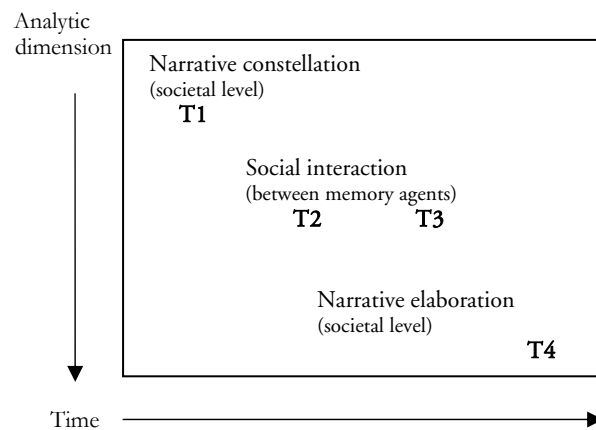 Analytic
dimension
Narrative constellation
(societal level)
T1
Social interaction
(between memory agents)
T2 T3
Narrative elaboration
(societal level)
T4
Time